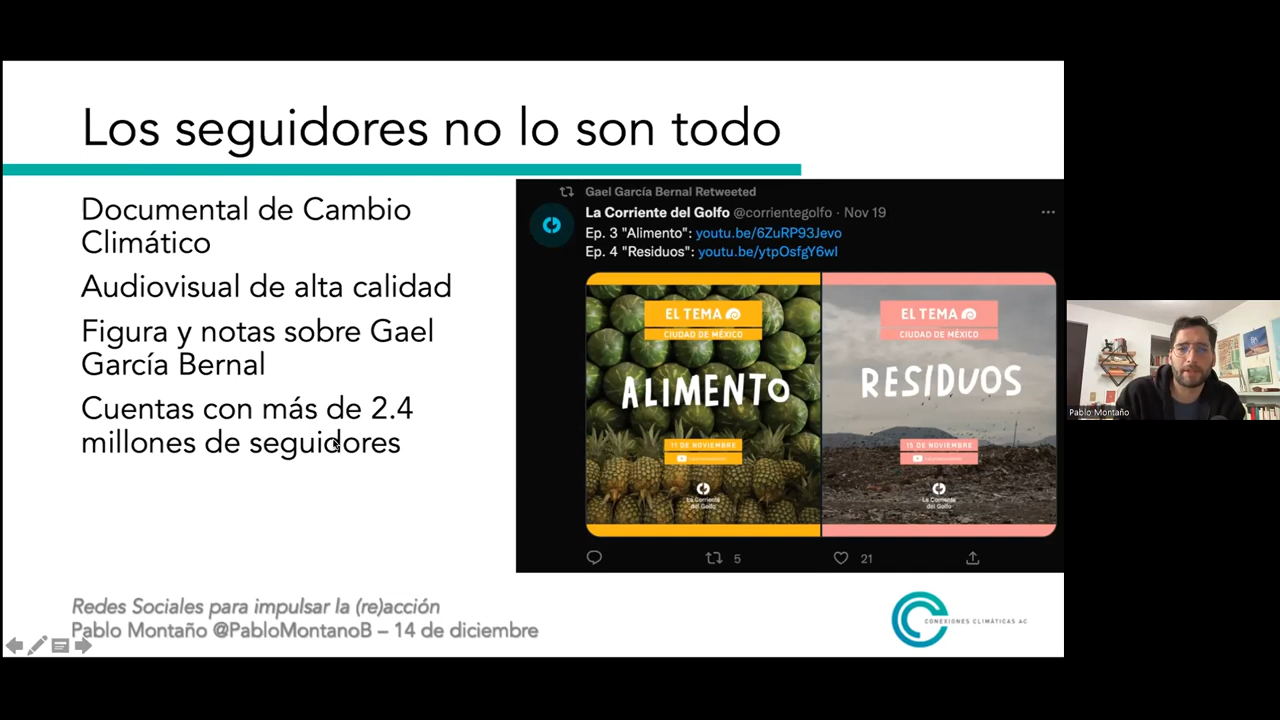 Los seguidores no lo son todo
Documental de Cambio
Climático
Audiovisual de alta calidad
Figura y notas sobre Gael
García Bernal
Cuentas con más de 2.4
millones de seguidores
Gael García Bernal Retweeted
La Corriente del Golfo @corrientegolfo · Nov 19
Ep. 3 "Alimento": youtu.be/6ZuRP93Jevo
Ep. 4 "Residuos": youtu.be/ytpOsfgY6wI
EL TEMA
CIUDAD DE MÉXICO
ALIMENTO
11 DE NOVIEMBRE
La Corriente
del Golfo
EL TEMA
CIUDAD DE MÉXICO
RESIDUOS
15 DE NOVIEMBRE
La Corriente
del Golfo
5
21
Redes Sociales para impulsar la (re)acción
Pablo Montaño @PabloMontanoB – 14 de diciembre
CONEXIONES CLIMÁTICAS AC
Pablo Montaño